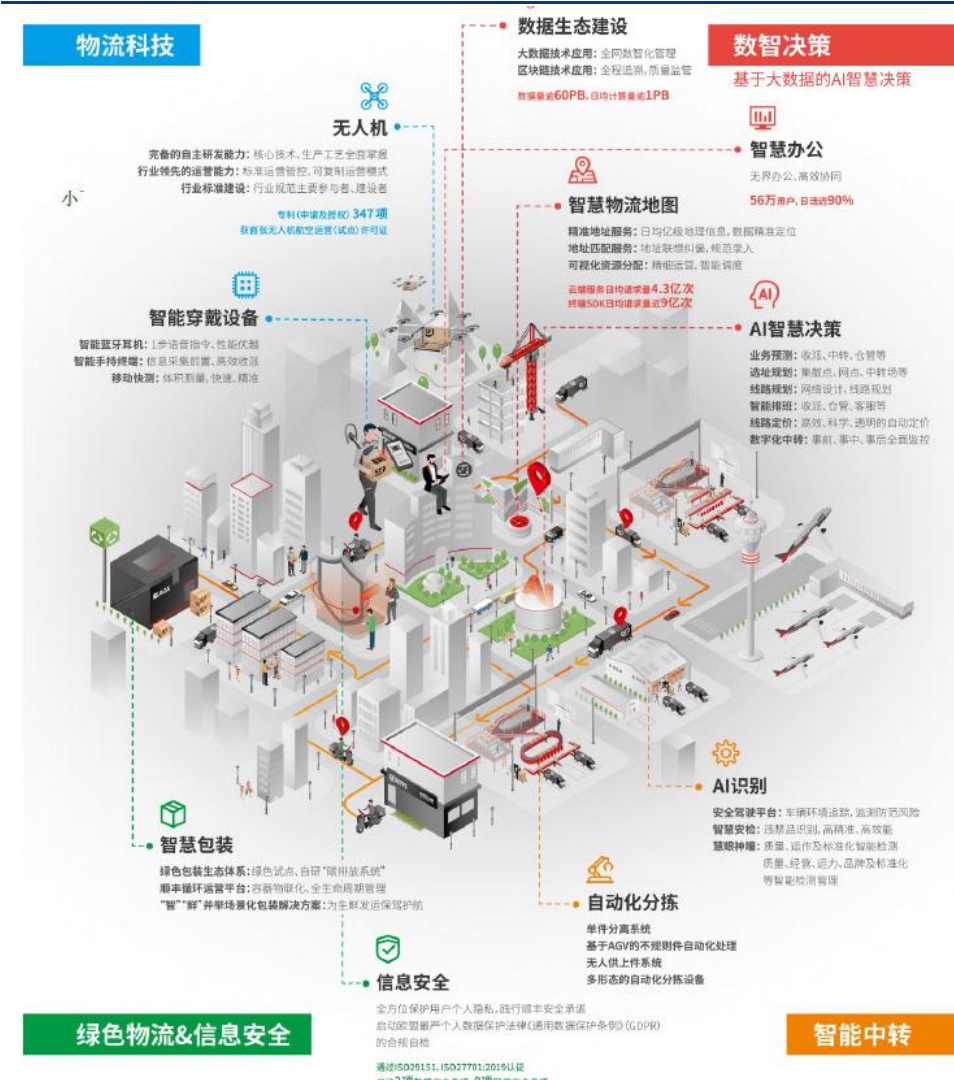 物流科技
数据生态建设
大数据技术应用：全网数智化管理
区块链技术应用：全程追溯，质量监管
数据量逾60PB，日均计算量逾1PB
数智决策
基于大数据的AI智慧决策
无人机
完备的自主研发能力：核心技术、生产工艺全面掌握
行业领先的运营能力：标准运营管控，可复制运营模式
行业标准建设：行业规范主要参与者、建设者
专利（申请及授权）347 项
获首张无人机航空运营（试点）许可证
小
智慧办公
无界办公、高效协同
56万用户，日活近90%
智慧物流地图
精准地址服务：日均亿级地理信息，数据精准定位
地址匹配服务：地址联想纠偏，规范录入
可视化资源分配：精细运营，智能调度
云端服务日均请求量4.3亿次
终端SDK日均请求量近9亿次
智能穿戴设备
智能蓝牙耳机：1步语音指令、性能优越
智能手持终端：信息采集前置、高效收派
移动快测：体积测量，快速、精准
AI
AI智慧决策
业务预测：收派、中转、仓管等
选址规划：集散点、网点、中转场等
线路规划：网络设计，线路规划
智能排班：收派、仓管、客服等
线路定价：高效、科学、透明的自动定价
数字化中转：事前、事中、事后全面监控
AI识别
安全驾驶平台：车辆环境追踪，监测防范风险
智慧安检：违禁品识别，高精准、高效能
慧眼神瞳：质量、运作及标准化智能检测
质量、经营、运力、品牌及标准化
等智能检测管理
智慧包装
绿色包装生态体系：绿色试点、自研“碳排放系统”
顺丰循环运营平台：容器物联化、全生命周期管理
“智”“鲜”并举场景化包装解决方案：为生鲜发运保驾护航
自动化分拣
单件分离系统
基于AGV的不规则件自动化处理
无人供上件系统
多形态的自动化分拣设备
信息安全
全方位保护用户个人隐私，践行顺丰安全承诺
启动欧盟最严个人数据保护法律《通用数据保护条例》（GDPR）
的合规自检
通过ISO29151、ISO27701:2019认证
绿色物流&信息安全
智能中转